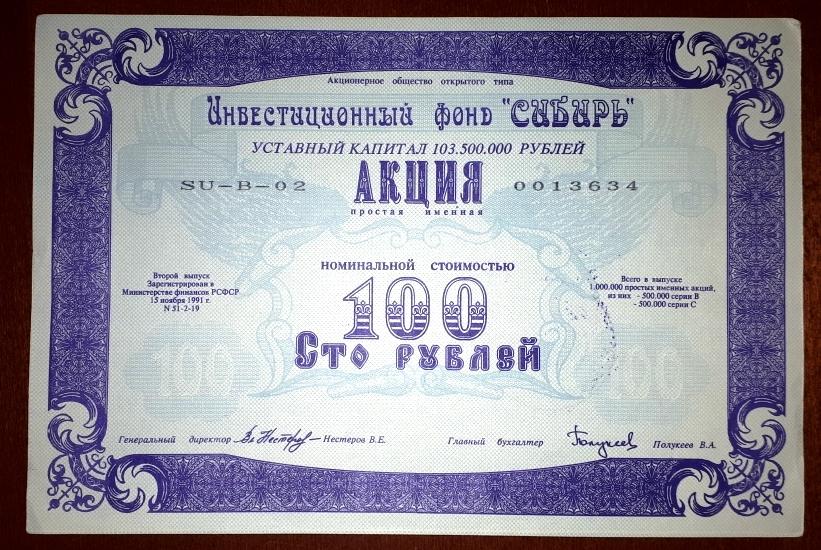 Акционерное общество открытого типа
Инвестиционный фонд "СИБИРЬ"
УСТАВНЫЙ КАПИТАЛ 103.500.000 РУБЛЕЙ
АКЦИЯ
SU-B-02
0013634
простая именная
номинальной стоимостью
100
Сто рублей
Второй выпуск
Зарегистрирован в
Министерстве финансов РСФСР
15 ноября 1991 г.
N 51-2-19
Всего в выпуске
1.000.000 простых именных акций,
из них - 500.000 серии В
- 500.000 серии С
100
100
Генеральный директор Вл Нестеров Нестеров В.Е.
Главный бухгалтер Полукеев Полукеев В.А.